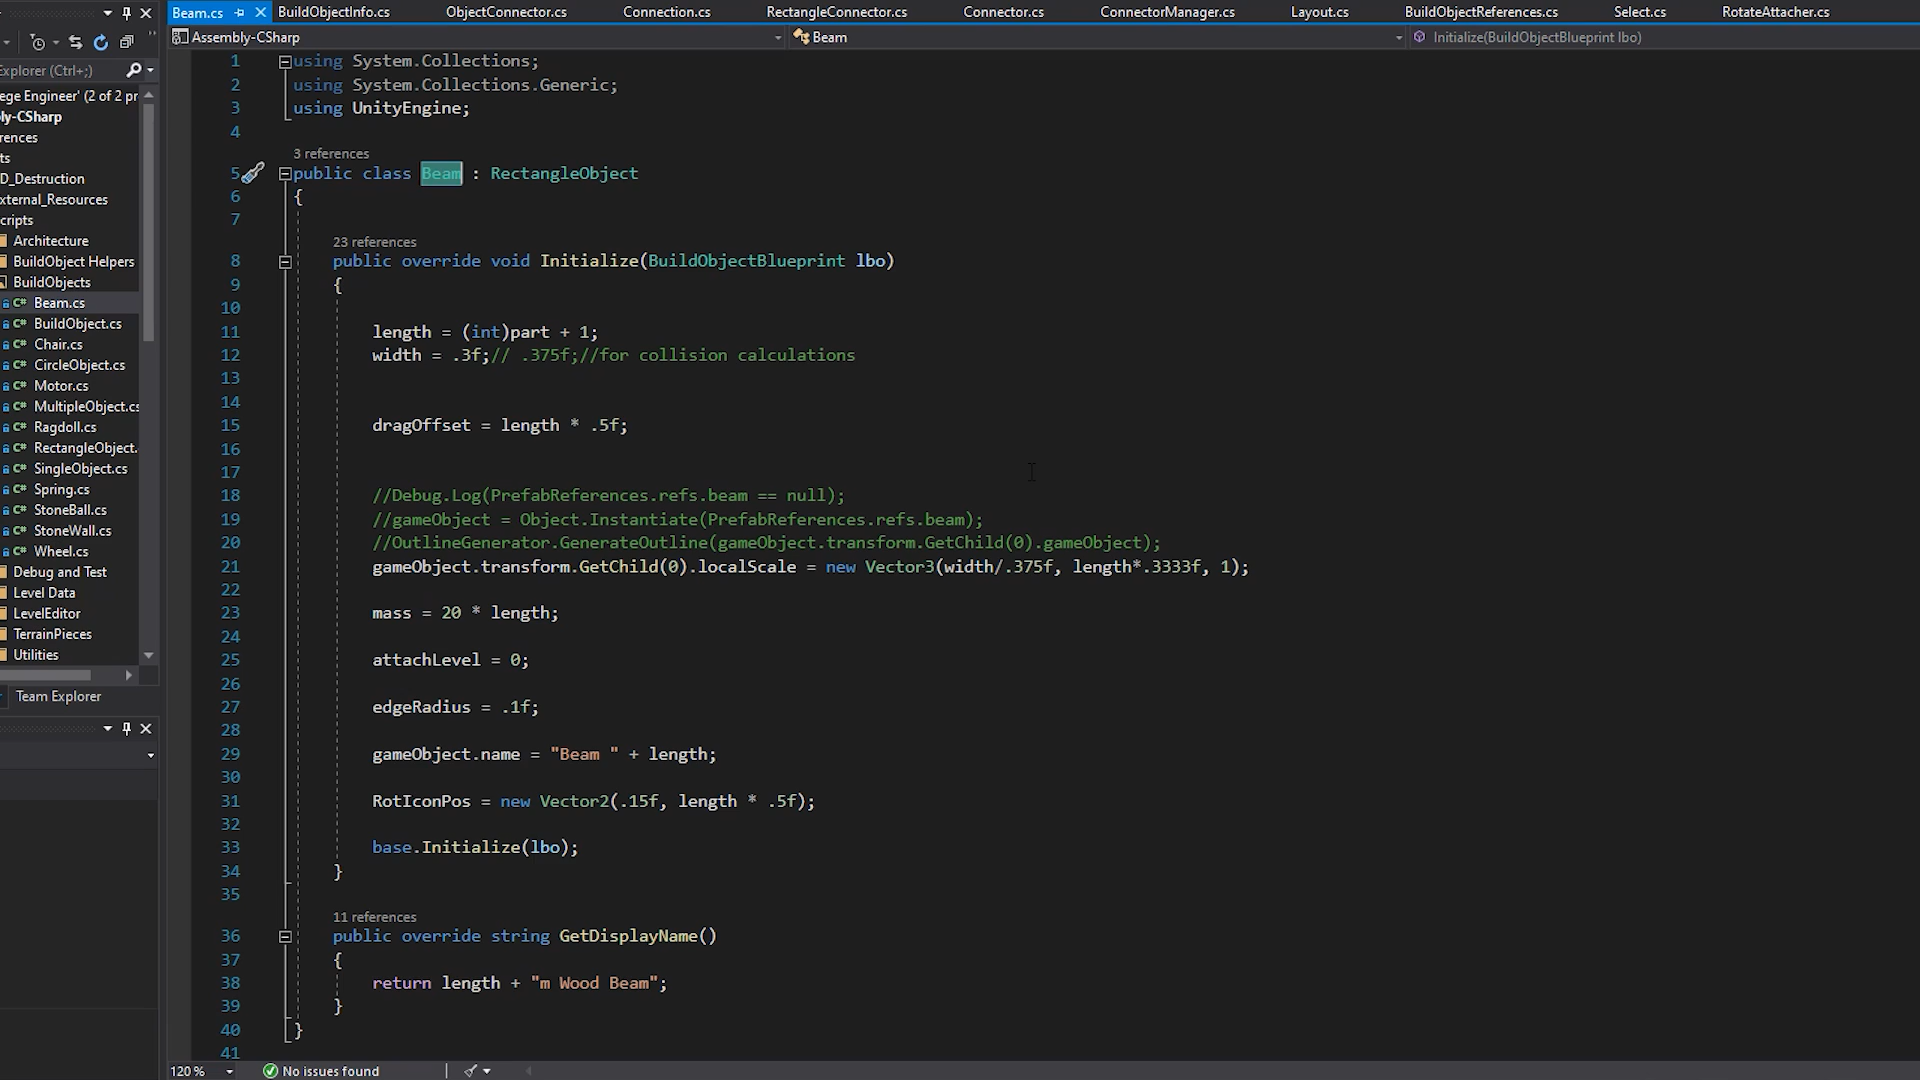 Beam.cs
BuildObjectInfo.cs
ObjectConnector.cs
Connection.cs
RectangleConnector.cs
Connector.cs
ConnectorManager.cs
Layout.cs
BuildObjectReferences.cs
Select.cs
RotateAttacher.cs
Assembly-CSharp
Beam
Initialize(BuildObjectBlueprint lbo)
Explorer (Ctrl+;)
ege Engineer' (2 of 2 pr
ly-CSharp
rences
ts
D_Destruction
xternal_Resources
cripts
Architecture
BuildObject Helpers
BuildObjects
C# Beam.cs
C# BuildObject.cs
C# Chair.cs
C# CircleObject.cs
C# Motor.cs
C# MultipleObject.cs
C# Ragdoll.cs
C# RectangleObject.
C# SingleObject.cs
C# Spring.cs
C# StoneBall.cs
C# StoneWall.cs
C# Wheel.cs
Debug and Test
Level Data
LevelEditor
TerrainPieces
Utilities
Team Explorer
1 using System.Collections;
2 using System.Collections.Generic;
3 using UnityEngine;
4
3 references
5 public class Beam : RectangleObject
6 {
7
23 references
8 public override void Initialize(BuildObjectBlueprint lbo)
9 {
10
11 length = (int)part + 1;
12 width = .3f;// .375f;//for collision calculations
13
14
15 dragOffset = length * .5f;
16
17
18 //Debug.Log(PrefabReferences.refs.beam == null);
19 //gameObject = Object.Instantiate(PrefabReferences.refs.beam);
20 //OutlineGenerator.GenerateOutline(gameObject.transform.GetChild(0).gameObject);
21 gameObject.transform.GetChild(0).localScale = new Vector3(width/.375f, length*.3333f, 1);
22
23 mass = 20 * length;
24
25 attachLevel = 0;
26
27 edgeRadius = .1f;
28
29 gameObject.name = "Beam " + length;
30
31 RotIconPos = new Vector2(.15f, length * .5f);
32
33 base.Initialize(lbo);
34 }
35
11 references
36 public override string GetDisplayName()
37 {
38 return length + "m Wood Beam";
39 }
40 }
41
120 %
No issues found